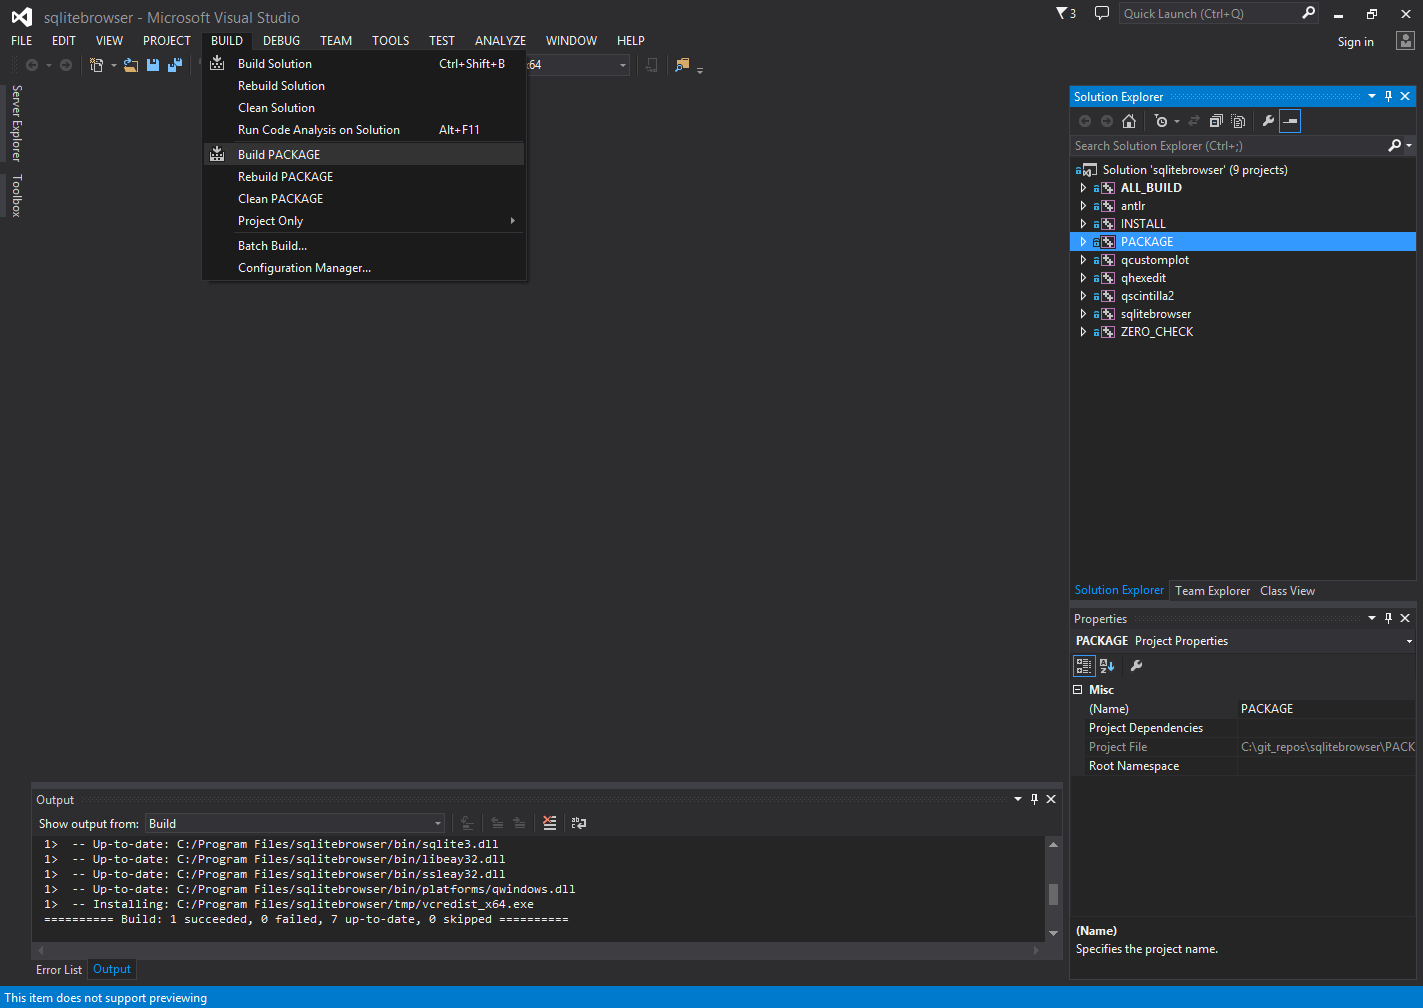 sqlitebrowser - Microsoft Visual Studio
3
Quick Launch (Ctrl+Q)
FILE EDIT VIEW PROJECT BUILD DEBUG TEAM TOOLS TEST ANALYZE WINDOW HELP
Sign in
64
Server Explorer
Toolbox
Build Solution Ctrl+Shift+B
Rebuild Solution
Clean Solution
Run Code Analysis on Solution Alt+F11
Build PACKAGE
Rebuild PACKAGE
Clean PACKAGE
Project Only
Batch Build...
Configuration Manager...
Solution Explorer
Search Solution Explorer (Ctrl+;)
Solution 'sqlitebrowser' (9 projects)
ALL_BUILD
antlr
INSTALL
PACKAGE
qcustomplot
qhexedit
qscintilla2
sqlitebrowser
ZERO_CHECK
Solution Explorer Team Explorer Class View
Properties
PACKAGE Project Properties
Misc
(Name) PACKAGE
Project Dependencies
Project File C:\git_repos\sqlitebrowser\PACK
Root Namespace
(Name)
Specifies the project name.
Output
Show output from: Build
1> -- Up-to-date: C:/Program Files/sqlitebrowser/bin/sqlite3.dll
1> -- Up-to-date: C:/Program Files/sqlitebrowser/bin/libeay32.dll
1> -- Up-to-date: C:/Program Files/sqlitebrowser/bin/ssleay32.dll
1> -- Up-to-date: C:/Program Files/sqlitebrowser/bin/platforms/qwindows.dll
1> -- Installing: C:/Program Files/sqlitebrowser/tmp/vcredist_x64.exe
========== Build: 1 succeeded, 0 failed, 7 up-to-date, 0 skipped ==========
Error List Output
This item does not support previewing